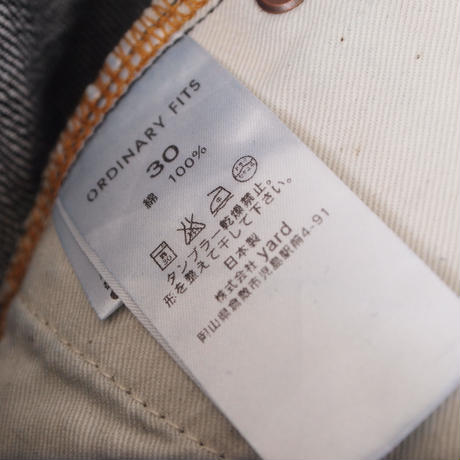 ORDINARY FITS
30
綿 100%
タンブラー乾燥禁止。
形を整えて干して下さい。
日本製
株式会社 yard
岡山県倉敷市児島駅前4-91